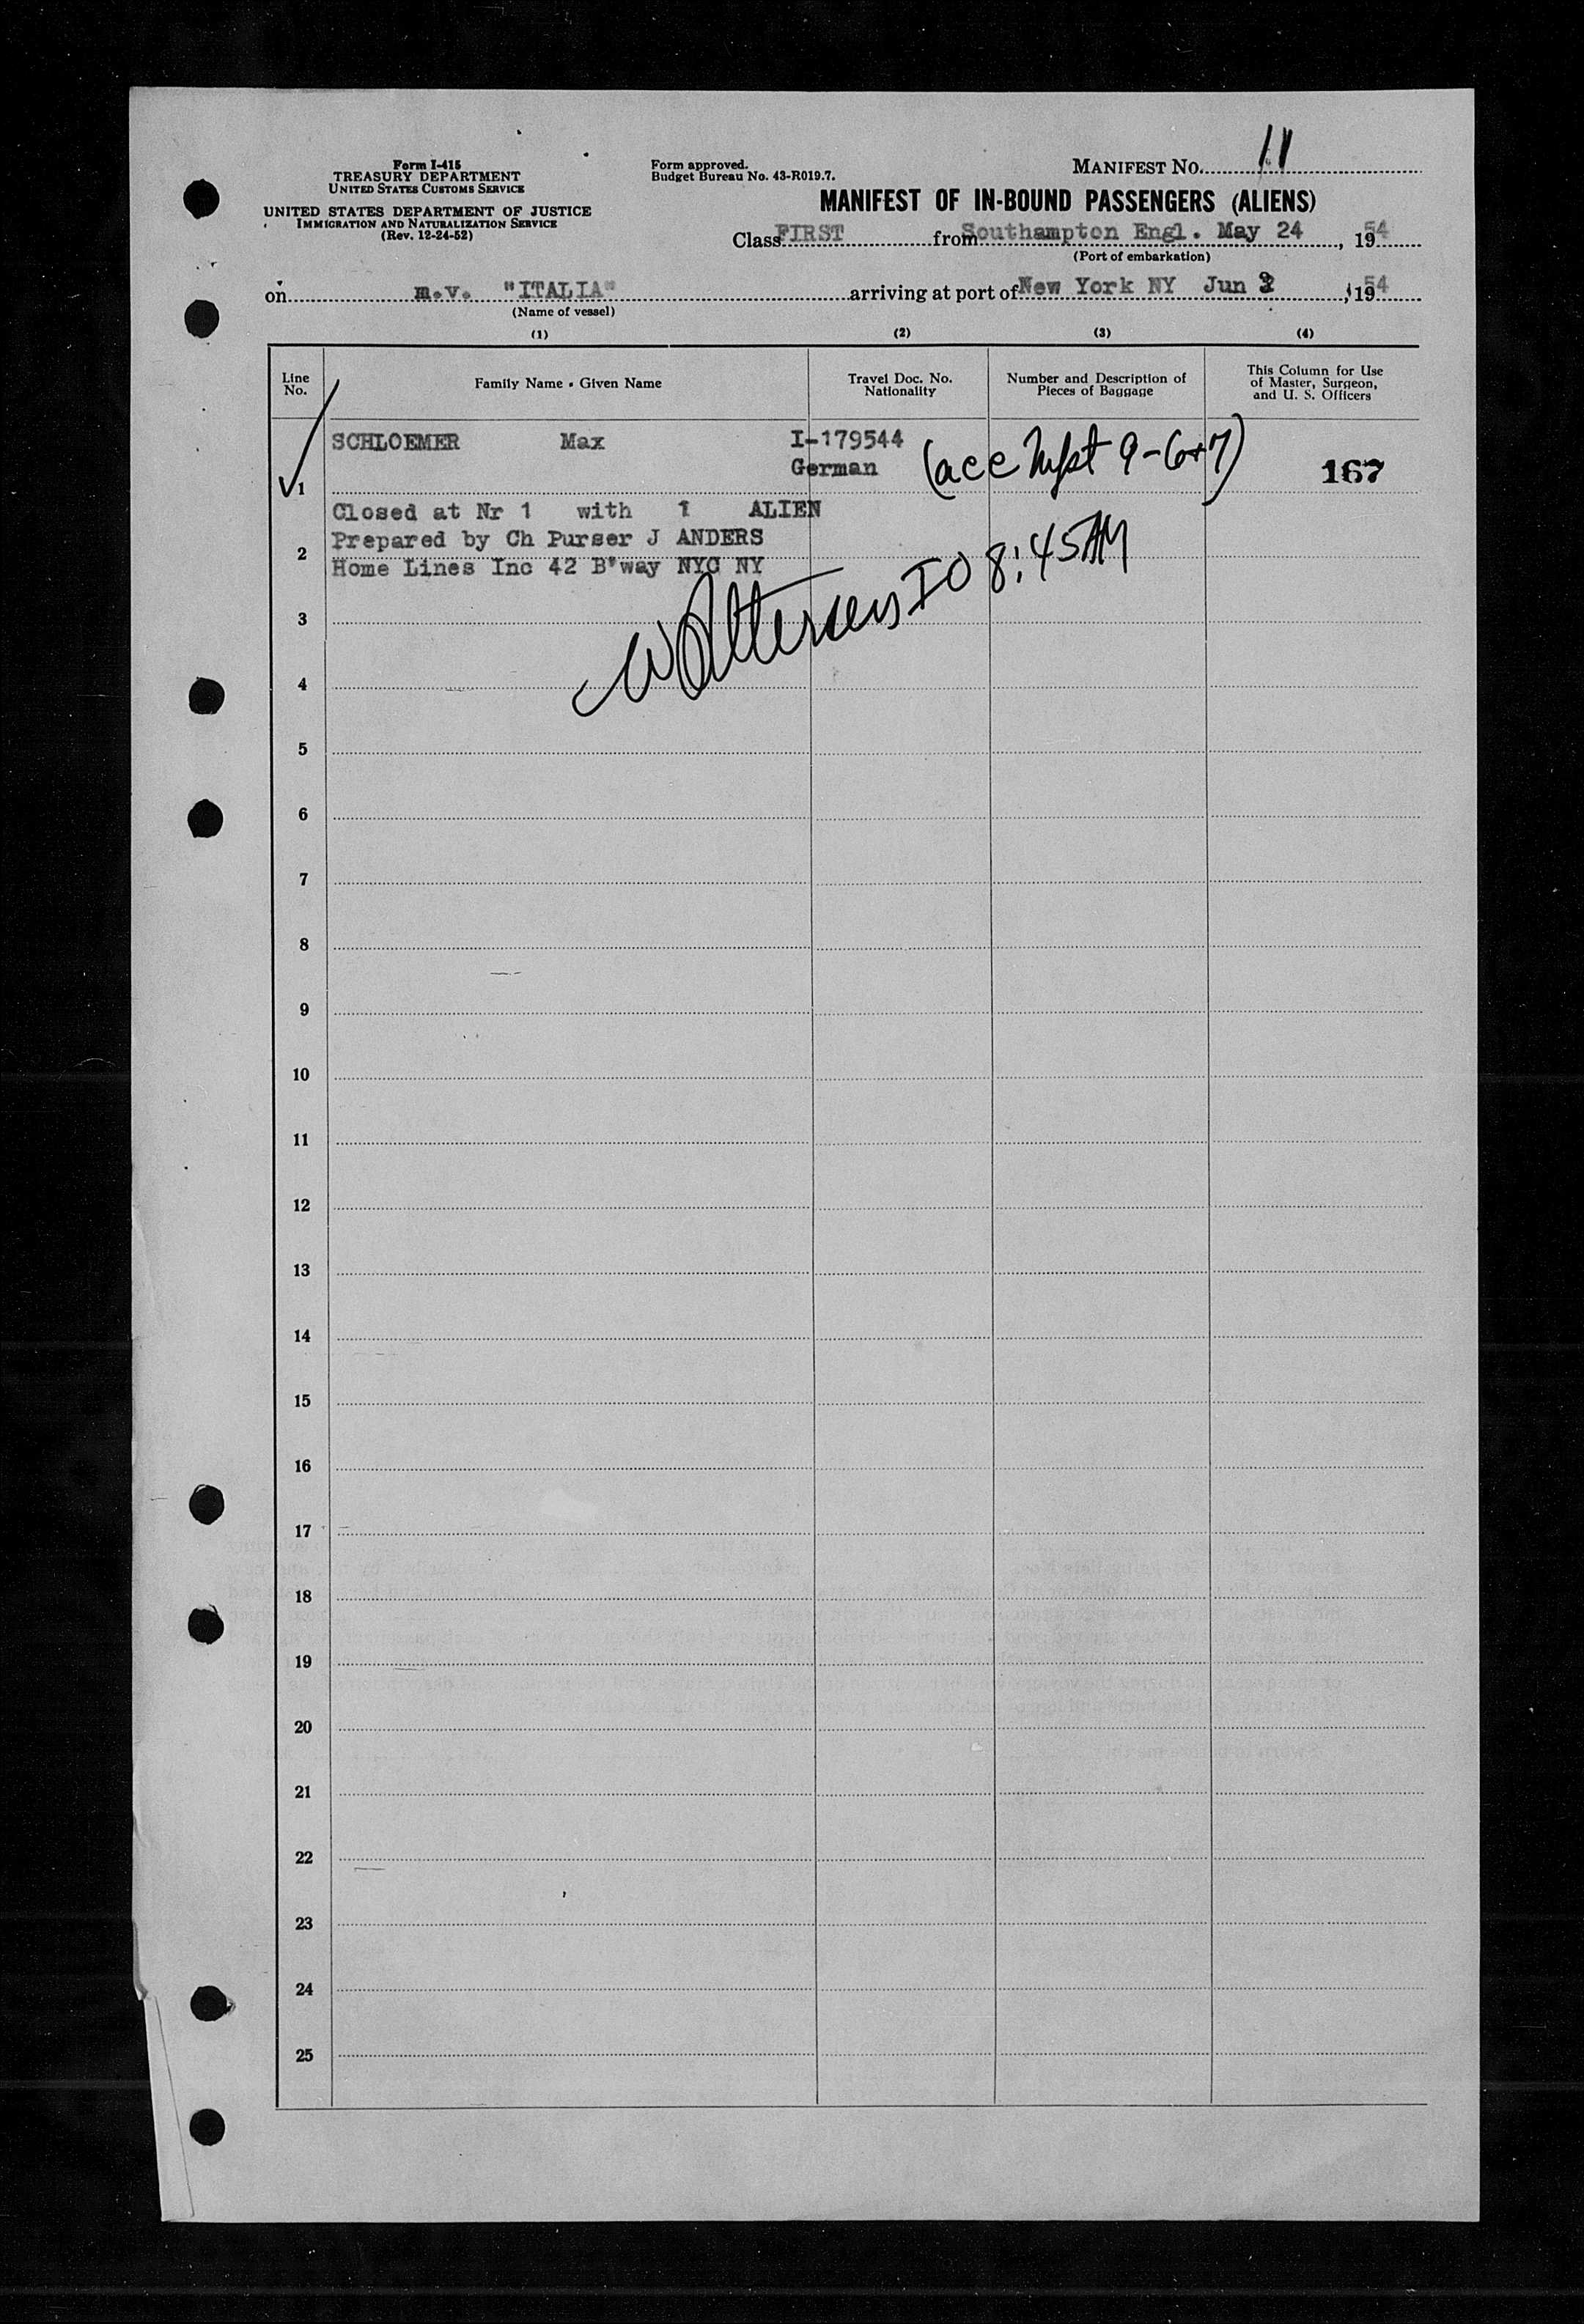 Form I-415
TREASURY DEPARTMENT
UNITED STATES CUSTOMS SERVICE
UNITED STATES DEPARTMENT OF JUSTICE
IMMIGRATION AND NATURALIZATION SERVICE
(Rev. 12-24-52)
Form approved.
Budget Bureau No. 43-R019.7.
MANIFEST NO. 11
MANIFEST OF IN-BOUND PASSENGERS (ALIENS)
Class FIRST from Southampton Engl. May 24, 1954
(Port of embarkation)
on m.v. "ITALIA" arriving at port of New York NY Jun , 1954
(Name of vessel)
(1) (2) (3) (4)
Line No.
Family Name - Given Name
Travel Doc. No.
Nationality
Number and Description of
Pieces of Baggage
This Column for Use
of Master, Surgeon,
and U. S. Officers
1 SCHLOEMER Max I-179544
German (acc 9-6+7) 167
Closed at Nr 1 with 1 ALIEN
2 Prepared by Ch Purser J ANDERS
Home Lines Inc 42 B'way NYC NY
IO 8:45AM
3
4
5
6
7
8
9
10
11
12
13
14
15
16
17
18
19
20
21
22
23
24
25